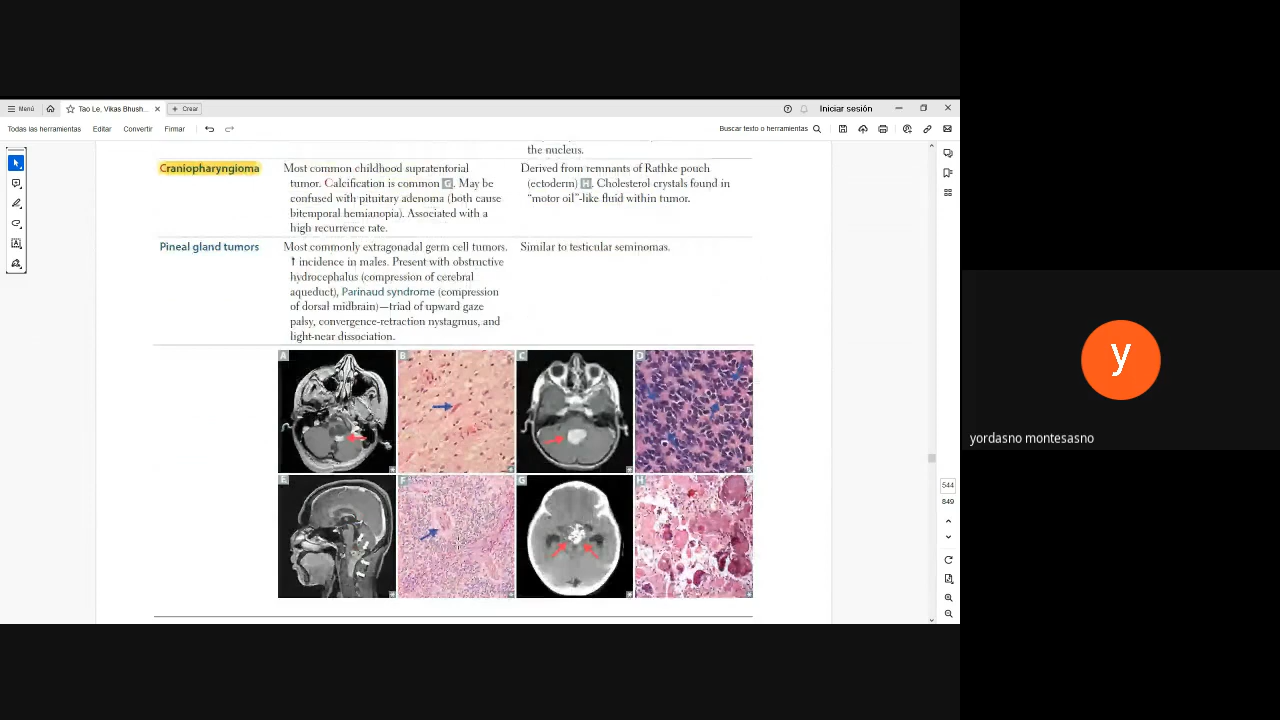 Menú
Tao Le, Vikas Bhush...
Crear
Iniciar sesión
Todas las herramientas
Editar
Convertir
Firmar
Buscar texto o herramientas
the nucleus.
Craniopharyngioma
Most common childhood supratentorial
tumor. Calcification is common G. May be
confused with pituitary adenoma (both cause
bitemporal hemianopia). Associated with a
high recurrence rate.
Derived from remnants of Rathke pouch
(ectoderm) H. Cholesterol crystals found in
“motor oil”-like fluid within tumor.
Pineal gland tumors
Most commonly extragonadal germ cell tumors.
↑ incidence in males. Present with obstructive
hydrocephalus (compression of cerebral
aqueduct), Parinaud syndrome (compression
of dorsal midbrain)—triad of upward gaze
palsy, convergence-retraction nystagmus, and
light-near dissociation.
Similar to testicular seminomas.
A
B
C
D
E
F
G
H
544
849
y
yordasno montesasno